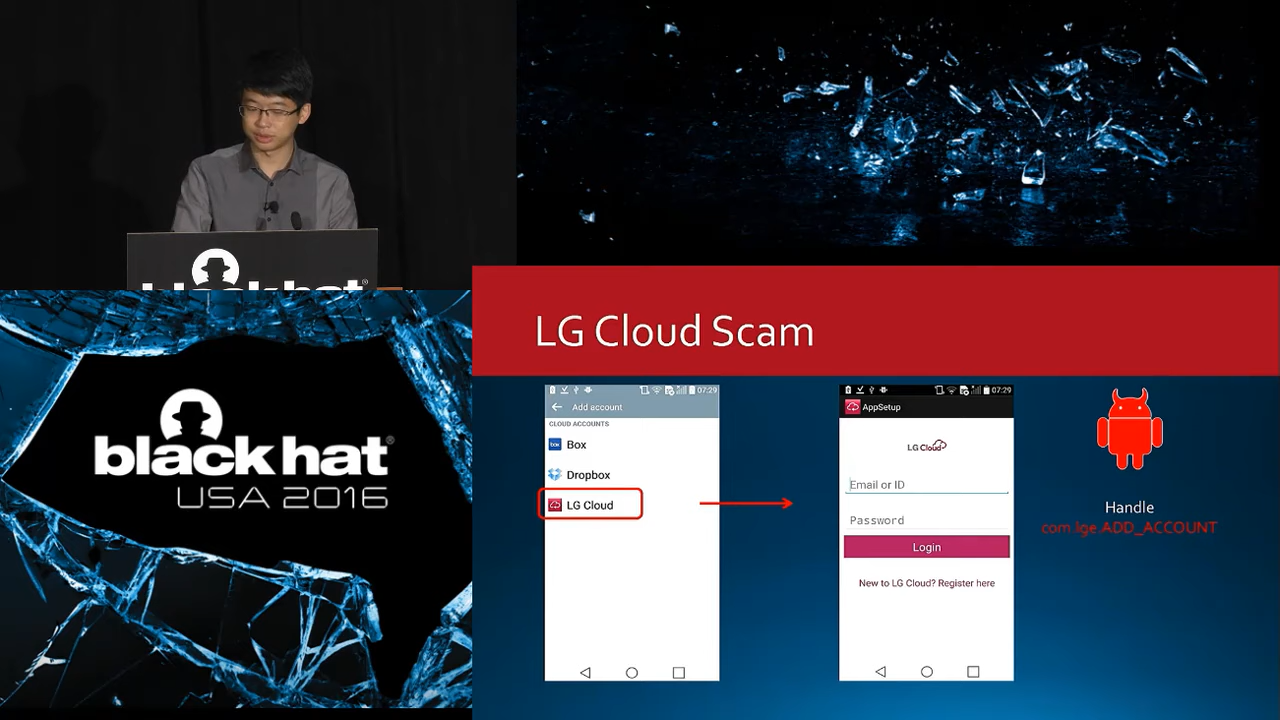 black hat®
black hat®
USA 2016
LG Cloud Scam
07:29
Add account
CLOUD ACCOUNTS
box
Box
Dropbox
LG Cloud
07:29
AppSetup
LG Cloud
Email or ID
Password
Login
New to LG Cloud? Register here
Handle
com.lge.ADD_ACCOUNT